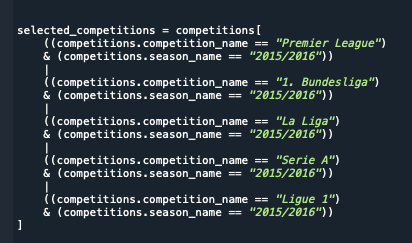 selected_competitions = competitions[
    ((competitions.competition_name == "Premier League")
    & (competitions.season_name == "2015/2016"))
    |
    ((competitions.competition_name == "1. Bundesliga")
    & (competitions.season_name == "2015/2016"))
    |
    ((competitions.competition_name == "La Liga")
    & (competitions.season_name == "2015/2016"))
    |
    ((competitions.competition_name == "Serie A")
    & (competitions.season_name == "2015/2016"))
    |
    ((competitions.competition_name == "Ligue 1")
    & (competitions.season_name == "2015/2016"))
]